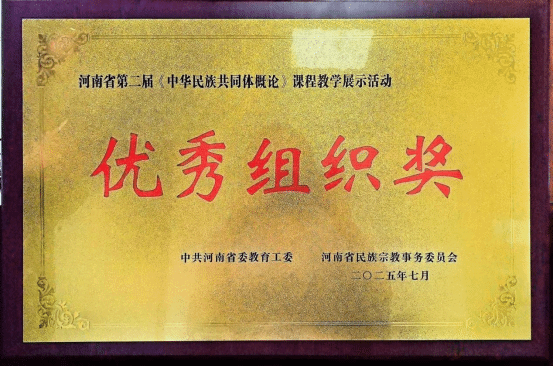 河南省第二届《中华民族共同体概论》课程教学展示活动
优秀组织奖
中共河南省委教育工委 河南省民族宗教事务委员会
二〇二五年七月